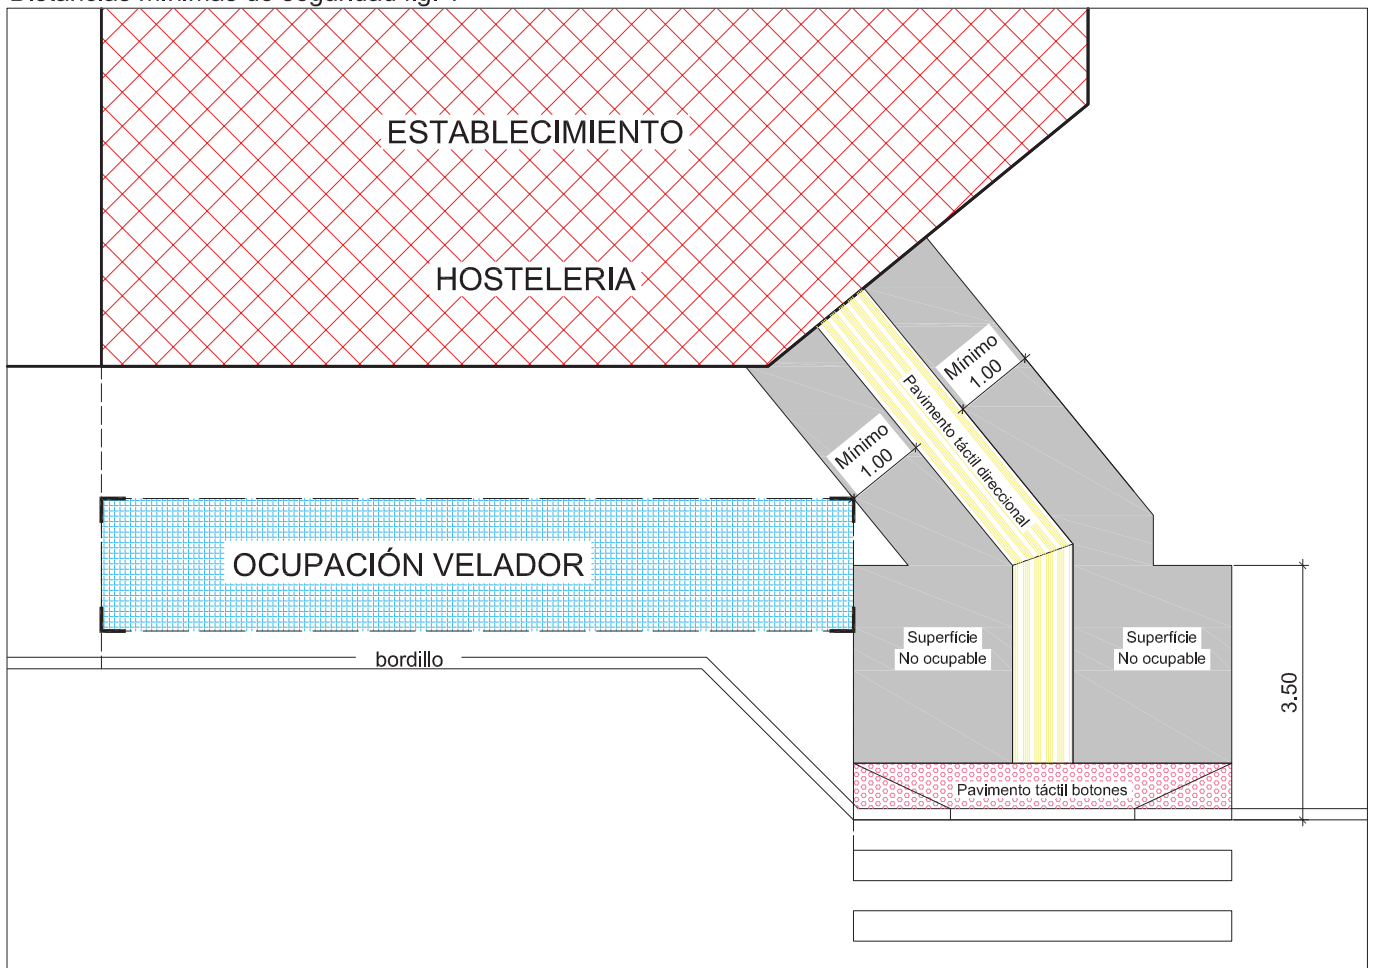 ESTABLECIMIENTO
HOSTELERIA
Mínimo
1.00
Mínimo
1.00
Pavimento táctil direccional
OCUPACIÓN VELADOR
Superfície
No ocupable
Superfície
No ocupable
bordillo
3.50
Pavimento táctil botones